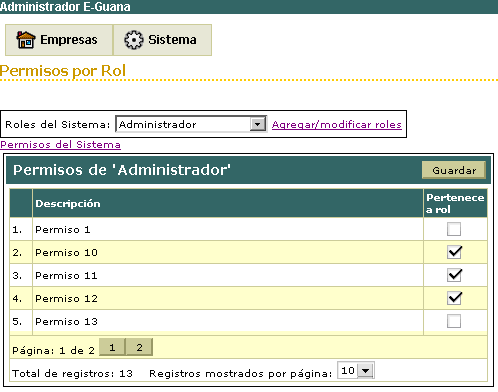 Administrador E-Guana
Empresas Sistema
Permisos por Rol
Roles del Sistema: Administrador Agregar/modificar roles
Permisos del Sistema
Permisos de 'Administrador' Guardar
Descripción Pertenece
a rol
1. Permiso 1
2. Permiso 10
3. Permiso 11
4. Permiso 12
5. Permiso 13
Página: 1 de 2 1 2
Total de registros: 13 Registros mostrados por página: 10